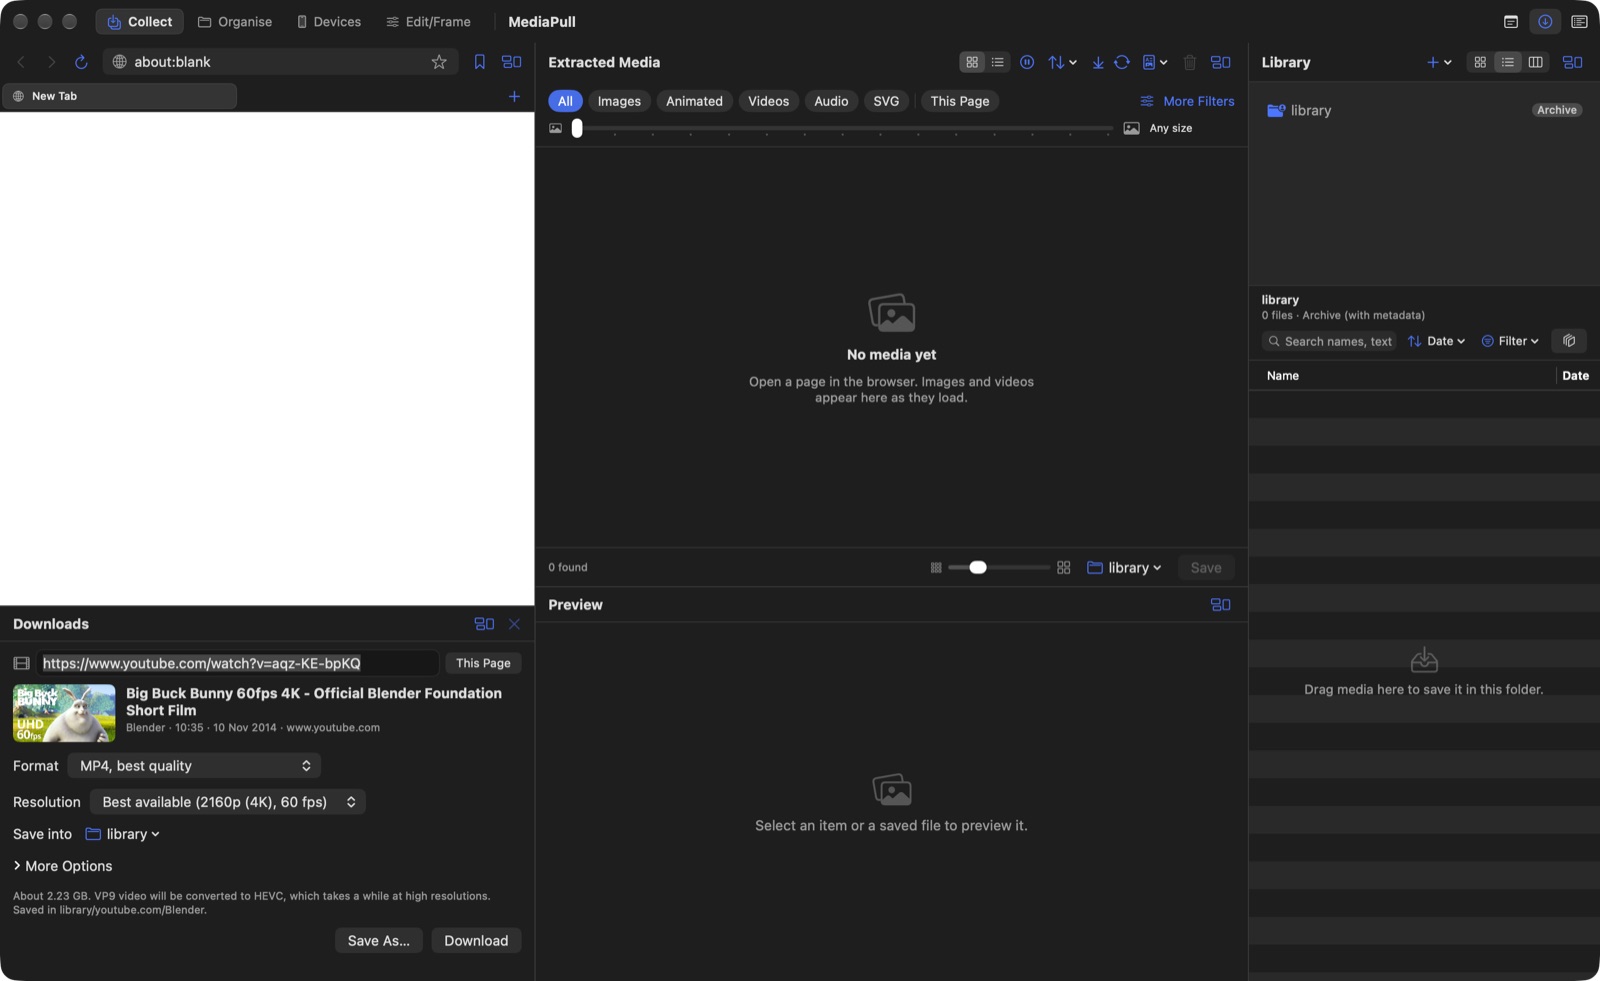 Collect Organise Devices Edit/Frame MediaPull
about:blank
New Tab
Extracted Media
All Images Animated Videos Audio SVG This Page More Filters
Any size
No media yet
Open a page in the browser. Images and videos
appear here as they load.
0 found library Save
Preview
Select an item or a saved file to preview it.
Downloads
https://www.youtube.com/watch?v=aqz-KE-bpKQ This Page
Big Buck
BUNNY
UHD
60fps
Big Buck Bunny 60fps 4K - Official Blender Foundation
Short Film
Blender · 10:35 · 10 Nov 2014 · www.youtube.com
Format MP4, best quality
Resolution Best available (2160p (4K), 60 fps)
Save into library
More Options
About 2.23 GB. VP9 video will be converted to HEVC, which takes a while at high resolutions.
Saved in library/youtube.com/Blender.
Save As... Download
Library
library Archive
library
0 files · Archive (with metadata)
Search names, text Date Filter
Name Date
Drag media here to save it in this folder.